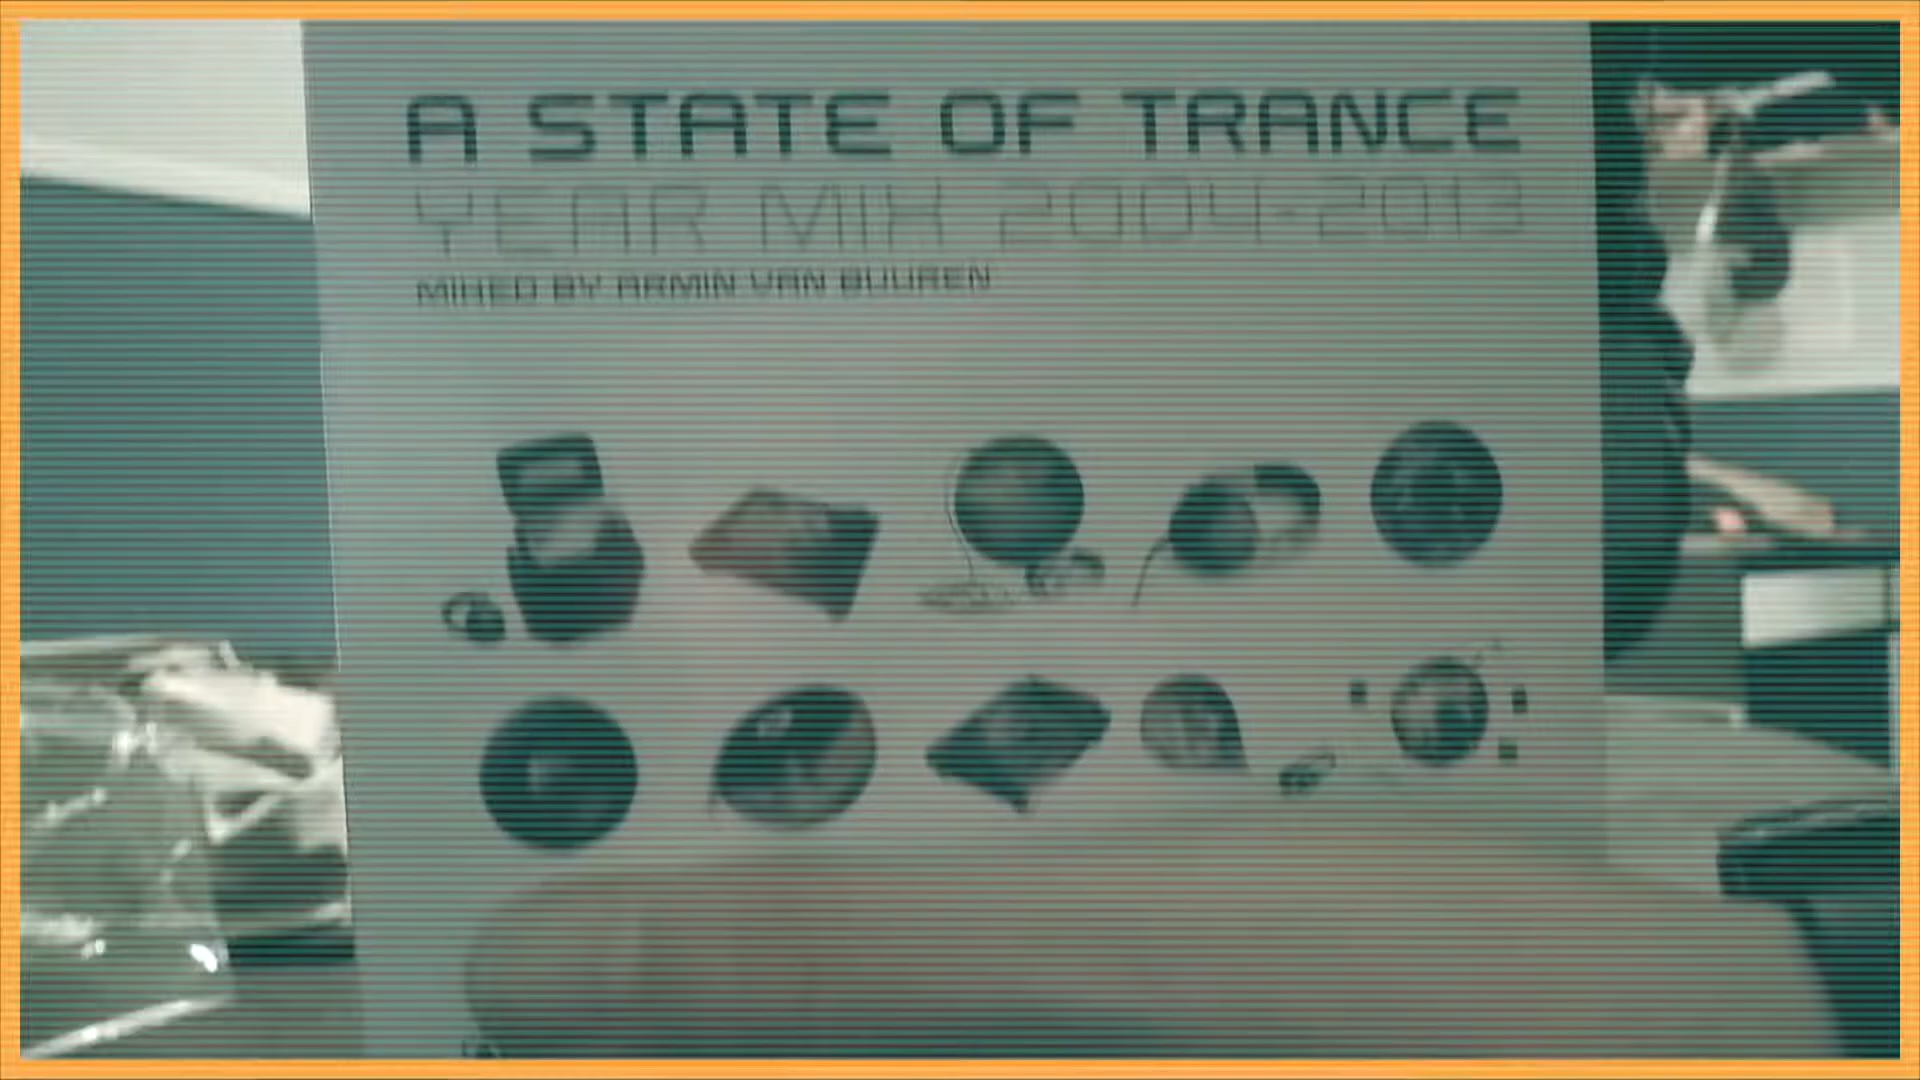 A STATE OF TRANCE
YEAR MIX 2004-2013
MIXED BY ARMIN VAN BUUREN